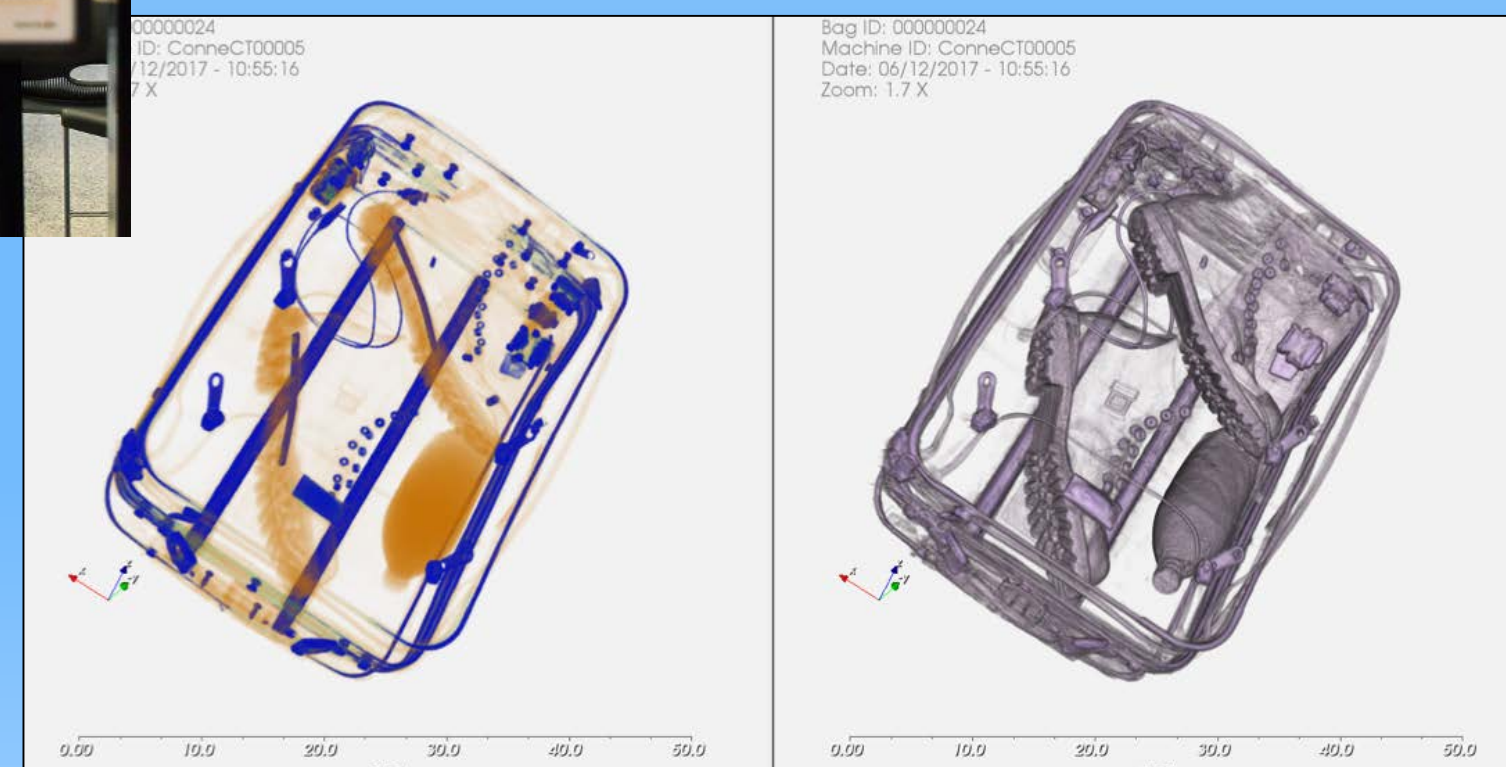 00000024
ID: ConneCT00005
/12/2017 - 10:55:16
7 X
Bag ID: 000000024
Machine ID: ConneCT00005
Date: 06/12/2017 - 10:55:16
Zoom: 1.7 X
z
-y
z
-y
0.00 10.0 20.0 30.0 40.0 50.0
0.00 10.0 20.0 30.0 40.0 50.0